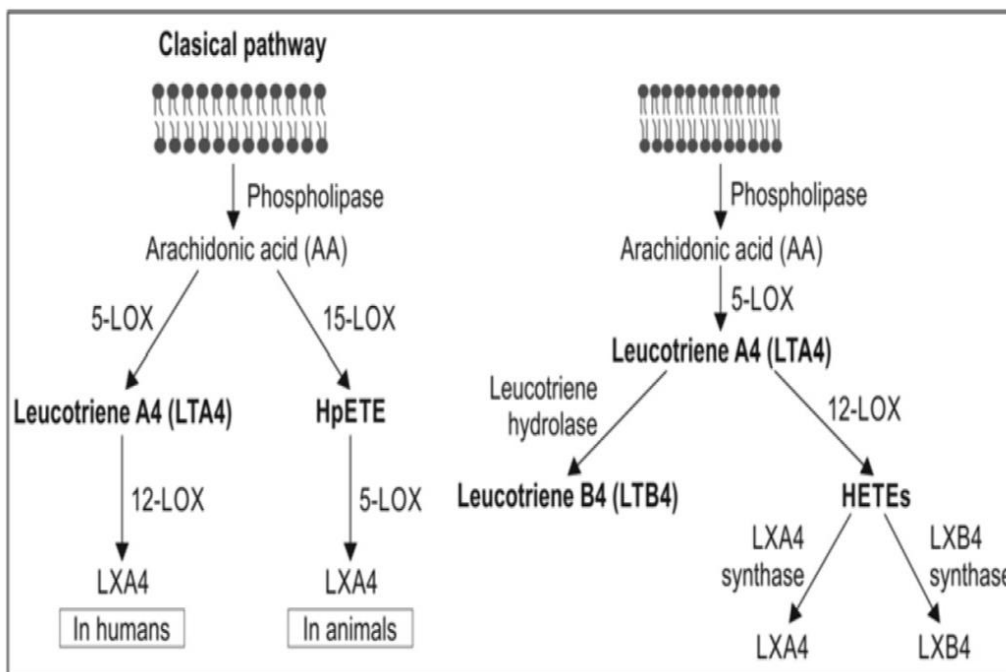 Clasical pathway
Phospholipase
Arachidonic acid (AA)
5-LOX
15-LOX
Leucotriene A4 (LTA4)
HpETE
12-LOX
5-LOX
LXA4
LXA4
In humans
In animals
Phospholipase
Arachidonic acid (AA)
5-LOX
Leucotriene A4 (LTA4)
Leucotriene
hydrolase
12-LOX
Leucotriene B4 (LTB4)
HETEs
LXA4
synthase
LXB4
synthase
LXA4
LXB4